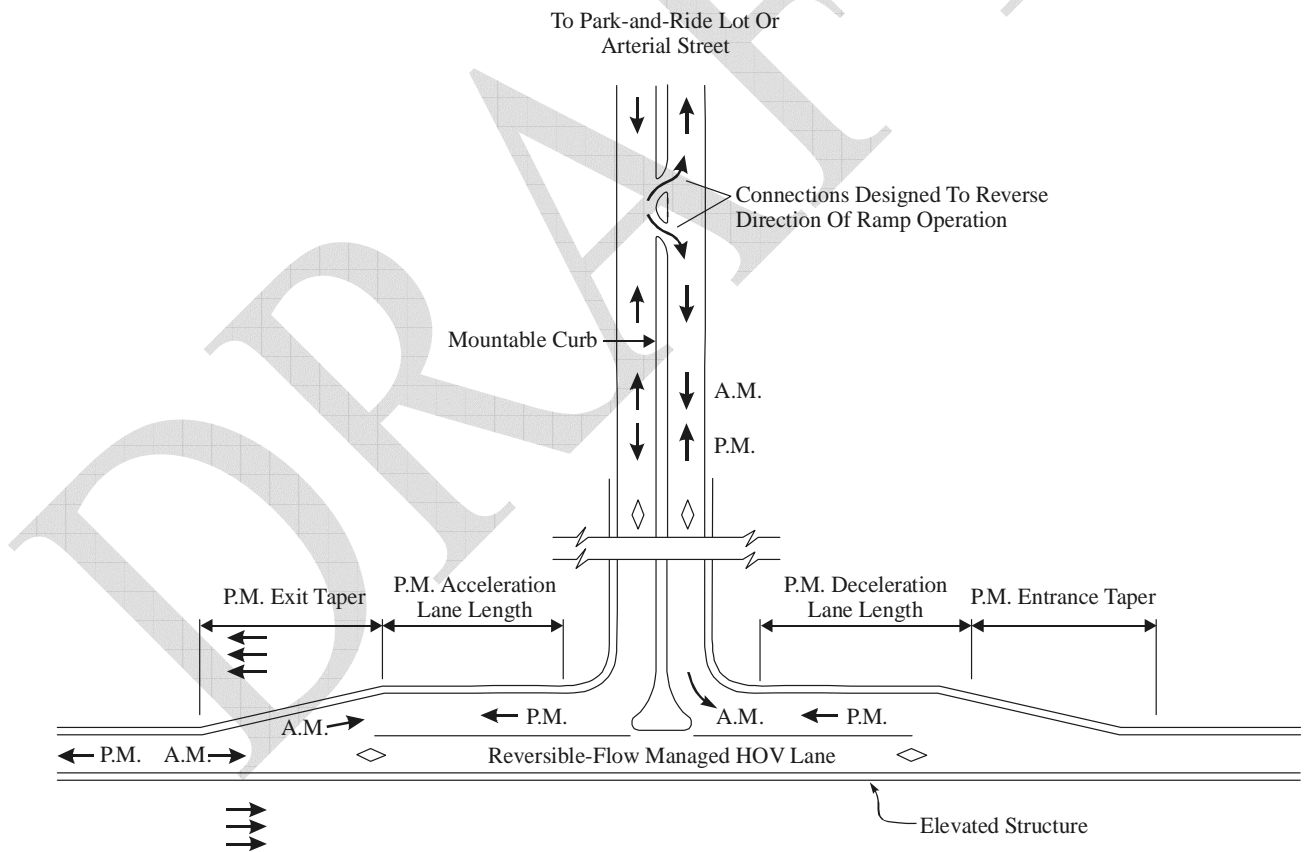 To Park-and-Ride Lot Or
Arterial Street
Connections Designed To Reverse
Direction Of Ramp Operation
Mountable Curb
A.M.
P.M.
P.M. Exit Taper
P.M. Acceleration
Lane Length
P.M. Deceleration
Lane Length
P.M. Entrance Taper
A.M.
P.M.
A.M.
P.M.
P.M.
A.M.
Reversible-Flow Managed HOV Lane
Elevated Structure
DRAF